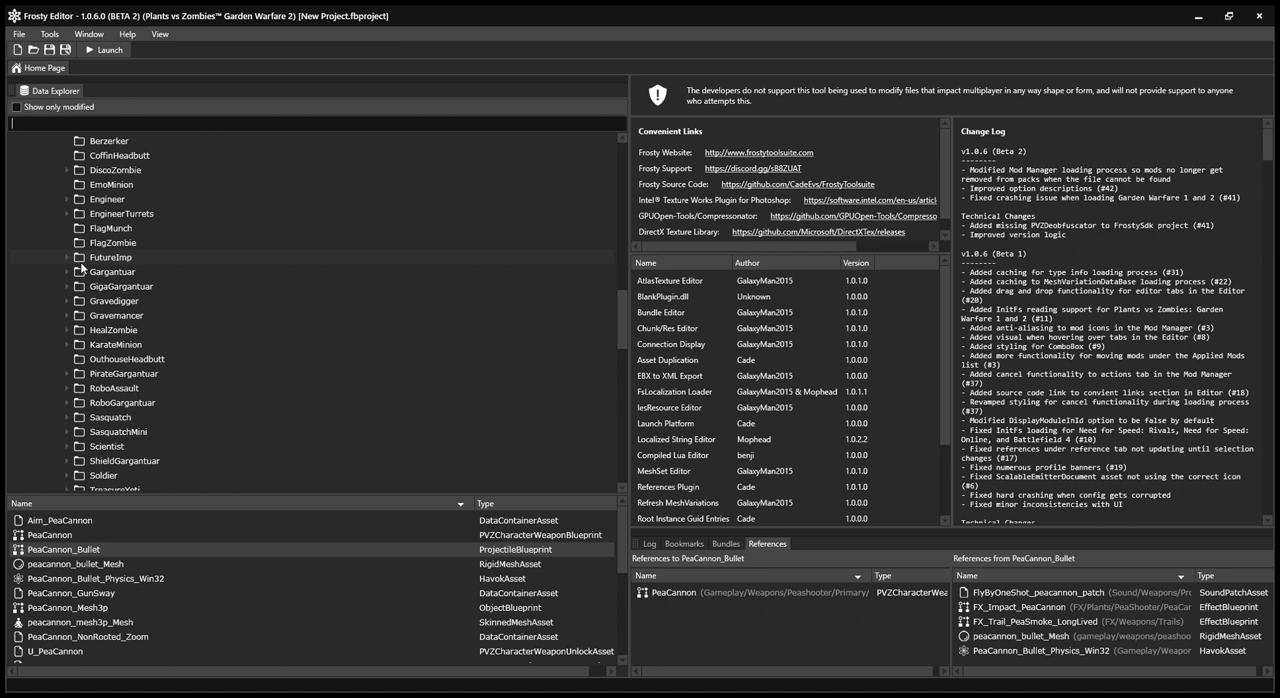 Frosty Editor - 1.0.6.0 (BETA 2) (Plants vs Zombies™ Garden Warfare 2) [New Project.fbproject]
File Tools Window Help View
Launch
Home Page
Data Explorer
Show only modified
Berzerker
CoffinHeadbutt
DiscoZombie
EmoMinion
Engineer
EngineerTurrets
FlagMunch
FlagZombie
FutureImp
Gargantuar
GigaGargantuar
Gravedigger
Gravemancer
HealZombie
KarateMinion
OuthouseHeadbutt
PirateGargantuar
RoboAssault
RoboGargantuar
Sasquatch
SasquatchMini
Scientist
ShieldGargantuar
Soldier
TreasureYeti
Name Type
Aim_PeaCannon DataContainerAsset
PeaCannon PVZCharacterWeaponBlueprint
PeaCannon_Bullet ProjectileBlueprint
peacannon_bullet_Mesh RigidMeshAsset
PeaCannon_Bullet_Physics_Win32 HavokAsset
PeaCannon_GunSway DataContainerAsset
PeaCannon_Mesh3p ObjectBlueprint
peacannon_mesh3p_Mesh SkinnedMeshAsset
PeaCannon_NonRooted_Zoom DataContainerAsset
U_PeaCannon PVZCharacterWeaponUnlockAsset
The developers do not support this tool being used to modify files that impact multiplayer in any way shape or form, and will not provide support to anyone
who attempts this.
Convenient Links
Frosty Website: http://www.frostytoolsuite.com
Frosty Support: https://discord.gg/s88ZUAT
Frosty Source Code: https://github.com/CadeEvs/FrostyToolsuite
Intel® Texture Works Plugin for Photoshop: https://software.intel.com/en-us/articl
GPUOpen-Tools/Compressonator: https://github.com/GPUOpen-Tools/Compresso
DirectX Texture Library: https://github.com/Microsoft/DirectXTex/releases
Name Author Version
AtlasTexture Editor GalaxyMan2015 1.0.1.0
BlankPlugin.dll Unknown 1.0.0.0
Bundle Editor GalaxyMan2015 1.0.1.0
Chunk/Res Editor GalaxyMan2015 1.0.1.0
Connection Display GalaxyMan2015 1.0.1.0
Asset Duplication Cade 1.0.0.0
EBX to XML Export GalaxyMan2015 1.0.0.0
FsLocalization Loader GalaxyMan2015 & Mophead 1.0.1.1
IesResource Editor GalaxyMan2015 1.0.0.0
Launch Platform Cade 1.0.0.0
Localized String Editor Mophead 1.0.2.2
Compiled Lua Editor benji 1.0.0.0
MeshSet Editor GalaxyMan2015 1.0.1.0
References Plugin Cade 1.0.1.0
Refresh MeshVariations GalaxyMan2015 1.0.0.0
Root Instance Guid Entries Cade 1.0.0.0
Change Log
v1.0.6 (Beta 2)
--------
- Modified Mod Manager loading process so mods no longer get
removed from packs when the file cannot be found
- Improved option descriptions (#42)
- Fixed crashing issue when loading Garden Warfare 1 and 2 (#41)
Technical Changes
- Added missing PVZDeobfuscator to FrostySdk project (#41)
- Improved version logic
v1.0.6 (Beta 1)
--------
- Added caching for type info loading process (#31)
- Added caching to MeshVariationDataBase loading process (#22)
- Added drag and drop functionality for editor tabs in the Editor
(#20)
- Added InitFs reading support for Plants vs Zombies: Garden
Warfare 1 and 2 (#11)
- Added anti-aliasing to mod icons in the Mod Manager (#3)
- Added visual when hovering over tabs in the Editor (#8)
- Added styling for ComboBox (#9)
- Added more functionality for moving mods under the Applied Mods
list (#3)
- Added cancel functionality to actions tab in the Mod Manager
(#37)
- Added source code link to convient links section in Editor (#18)
- Revamped styling for cancel functionality during loading process
(#37)
- Modified DisplayModuleInId option to be false by default
- Fixed InitFs loading for Need for Speed: Rivals, Need for Speed:
Online, and Battlefield 4 (#10)
- Fixed references under reference tab not updating until selection
changes (#17)
- Fixed numerous profile banners (#19)
- Fixed ScalableEmitterDocument asset not using the correct icon
(#6)
- Fixed hard crashing when config gets corrupted
- Fixed minor inconsistencies with UI
Technical Changes
Log Bookmarks Bundles References
References to PeaCannon_Bullet
Name Type
PeaCannon (Gameplay/Weapons/Peashooter/Primary/ PVZCharacterWea
References from PeaCannon_Bullet
Name Type
FlyByOneShot_peacannon_patch (Sound/Weapons/Prc SoundPatchAsset
FX_Impact_PeaCannon (FX/Plants/PeaShooter/PeaCar EffectBlueprint
FX_Trail_PeaSmoke_LongLived (FX/Weapons/Trails) EffectBlueprint
peacannon_bullet_Mesh (gameplay/weapons/peashoo RigidMeshAsset
PeaCannon_Bullet_Physics_Win32 (Gameplay/Weapor HavokAsset